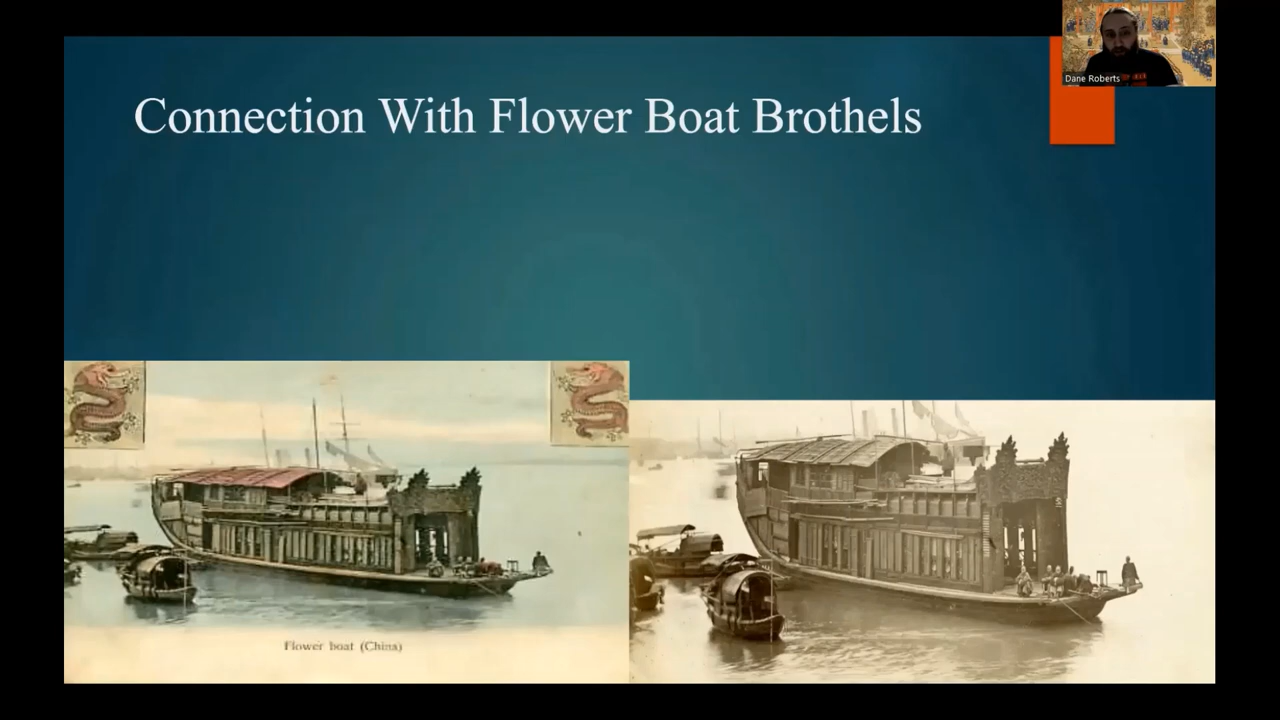 Connection With Flower Boat Brothels
Dane Roberts
Flower boat (China)